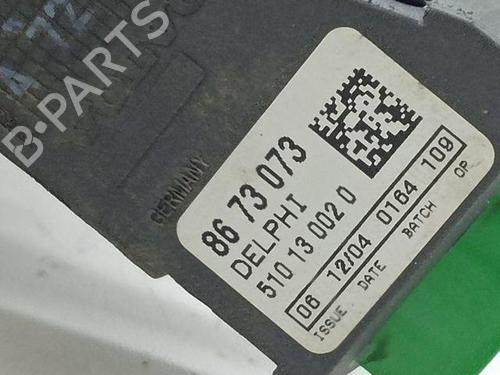 A 72
B-PARTS
GERMANY
86 73 073
DELPHI
510 13 002 0
06 12/04 0164 109
ISSUE DATE BATCH OP